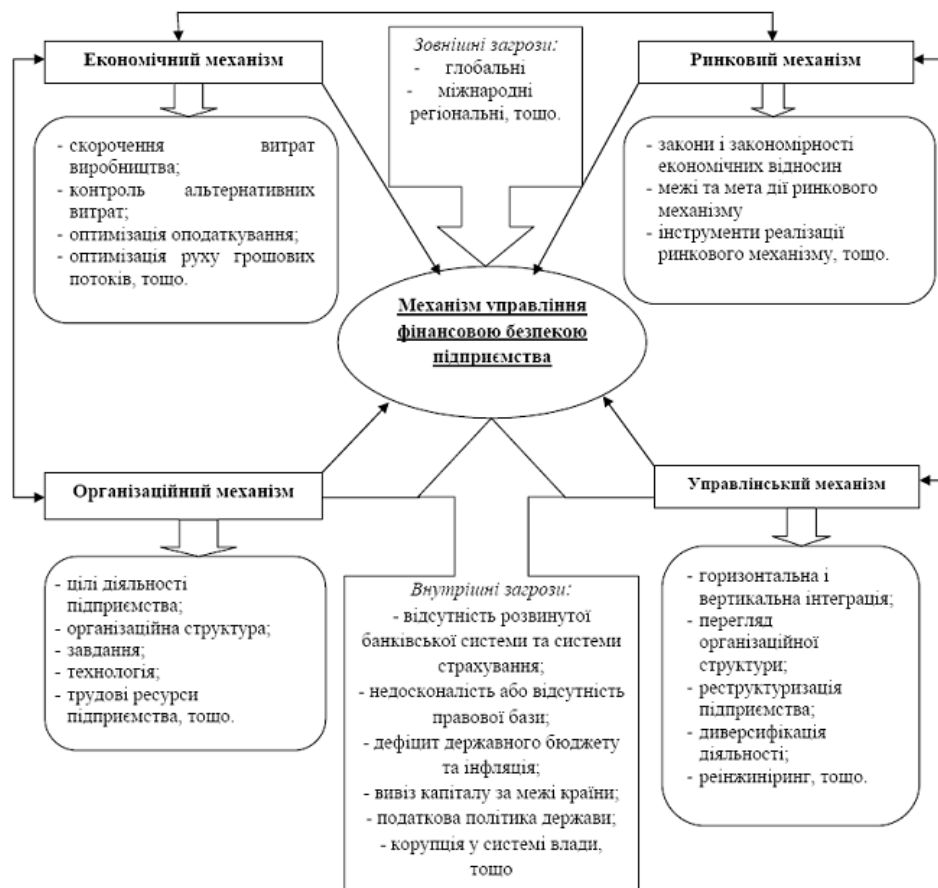 Економічний механізм
Зовнішні загрози:
- глобальні
- міжнародні
регіональні, тощо.
Ринковий механізм
- скорочення витрат
виробництва;
- контроль альтернативних
витрат;
- оптимізація оподаткування;
- оптимізація руху грошових
потоків, тощо.
- закони і закономірності
економічних відносин
- межі та мета дії ринкового
механізму
- інструменти реалізації
ринкового механізму, тощо.
Механізм управління
фінансовою безпекою
підприємства
Організаційний механізм
Управлінський механізм
- цілі діяльності
підприємства;
- організаційна структура;
- завдання;
- технологія;
- трудові ресурси
підприємства, тощо.
Внутрішні загрози:
- відсутність розвинутої
банківської системи та системи
страхування;
- недосконалість або відсутність
правової бази;
- дефіцит державного бюджету
та інфляція;
- вивіз капіталу за межі країни;
- податкова політика держави;
- корупція у системі влади,
тощо
- горизонтальна і
вертикальна інтеграція;
- перегляд
організаційної
структури;
- реструктуризація
підприємства;
- диверсифікація
діяльності;
- реінжиніринг, тощо.